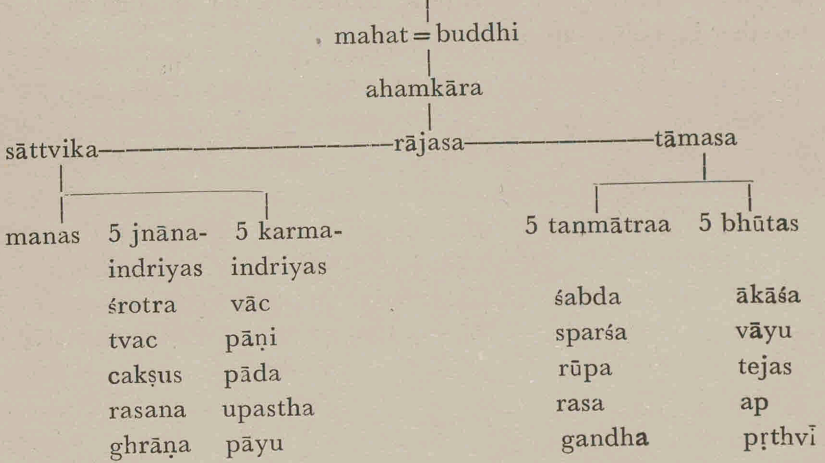 mahat = buddhi
ahamkāra
sāttvika rājasa tāmasa
manas 5 jnāna- 5 karma- 5 tanmātraa 5 bhūtas
indriyas indriyas
śrotra vāc śabda ākāśa
tvac pāṇi sparśa vāyu
cakṣus pāda rūpa tejas
rasana upastha rasa ap
ghrāṇa pāyu gandha pṛthvī